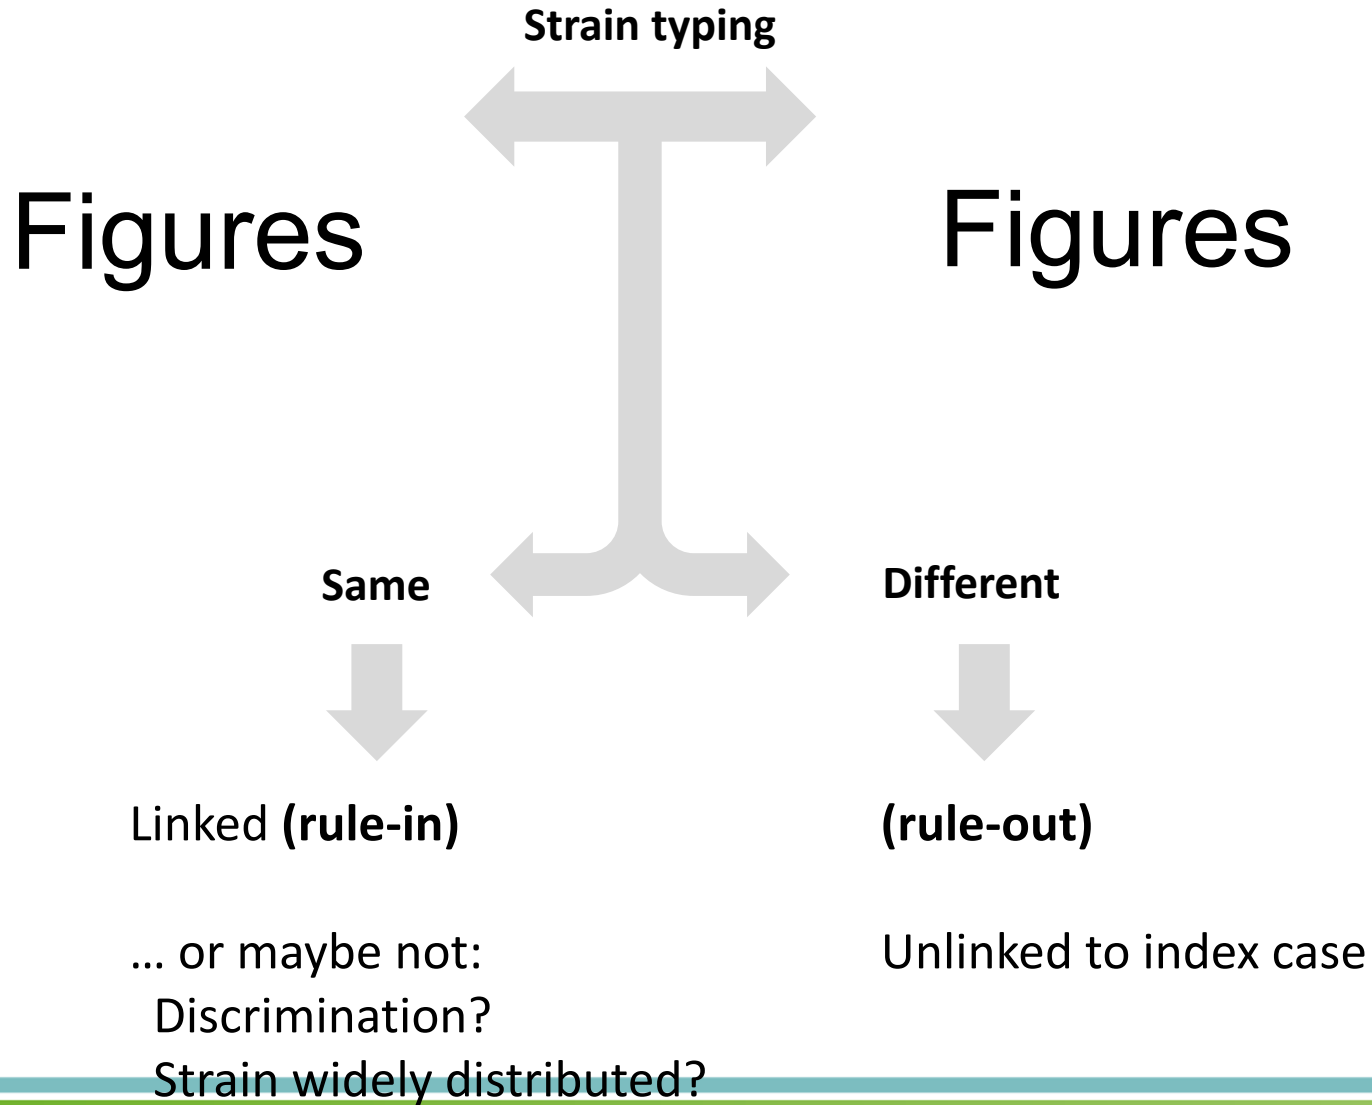 Strain typing
Figures
Figures
Same
Different
Linked (rule-in)
(rule-out)
... or maybe not:
Unlinked to index case
Discrimination?
Strain widely distributed?